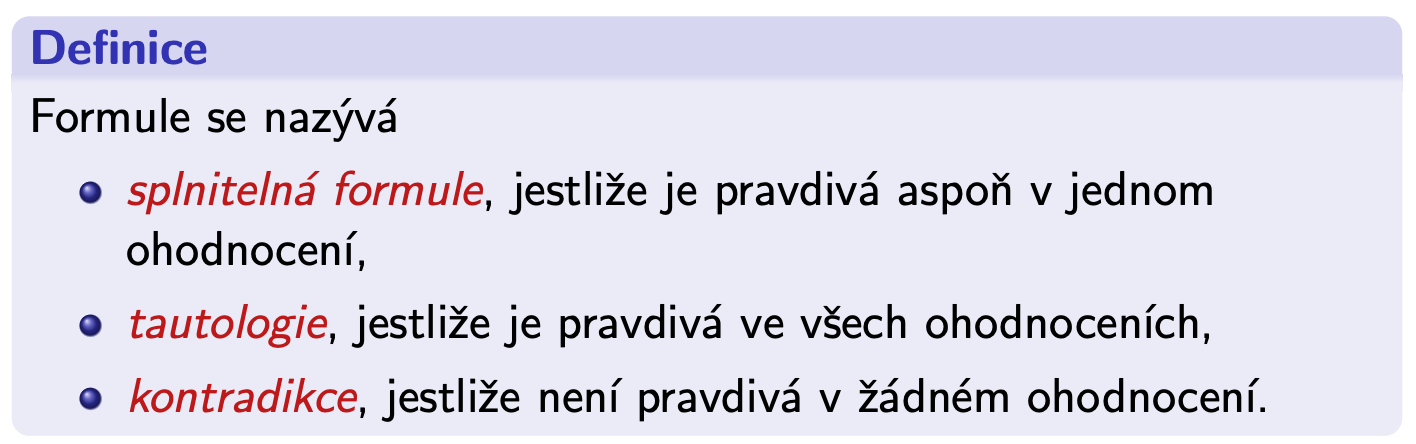 Definice
Formule se nazývá
splnitelná formule, jestliže je pravdivá aspoň v jednom
ohodnocení,
tautologie, jestliže je pravdivá ve všech ohodnoceních,
kontradikce, jestliže není pravdivá v žádném ohodnocení.